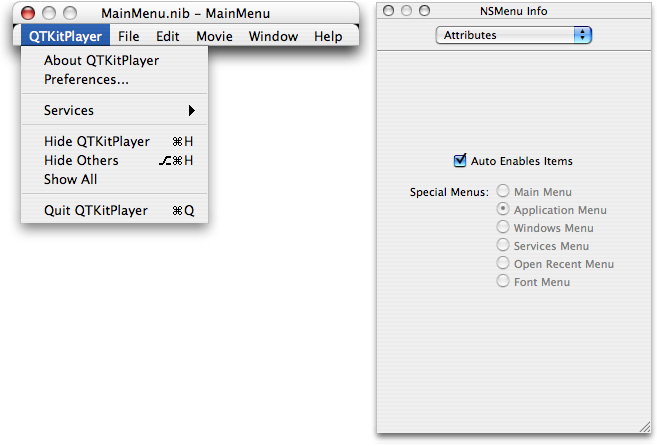 MainMenu.nib – MainMenu
QTKitPlayer File Edit Movie Window Help
About QTKitPlayer
Preferences...
Services
Hide QTKitPlayer ⌘H
Hide Others ⌥⌘H
Show All
Quit QTKitPlayer ⌘Q
NSMenu Info
Attributes
Auto Enables Items
Special Menus: Main Menu
Application Menu
Windows Menu
Services Menu
Open Recent Menu
Font Menu